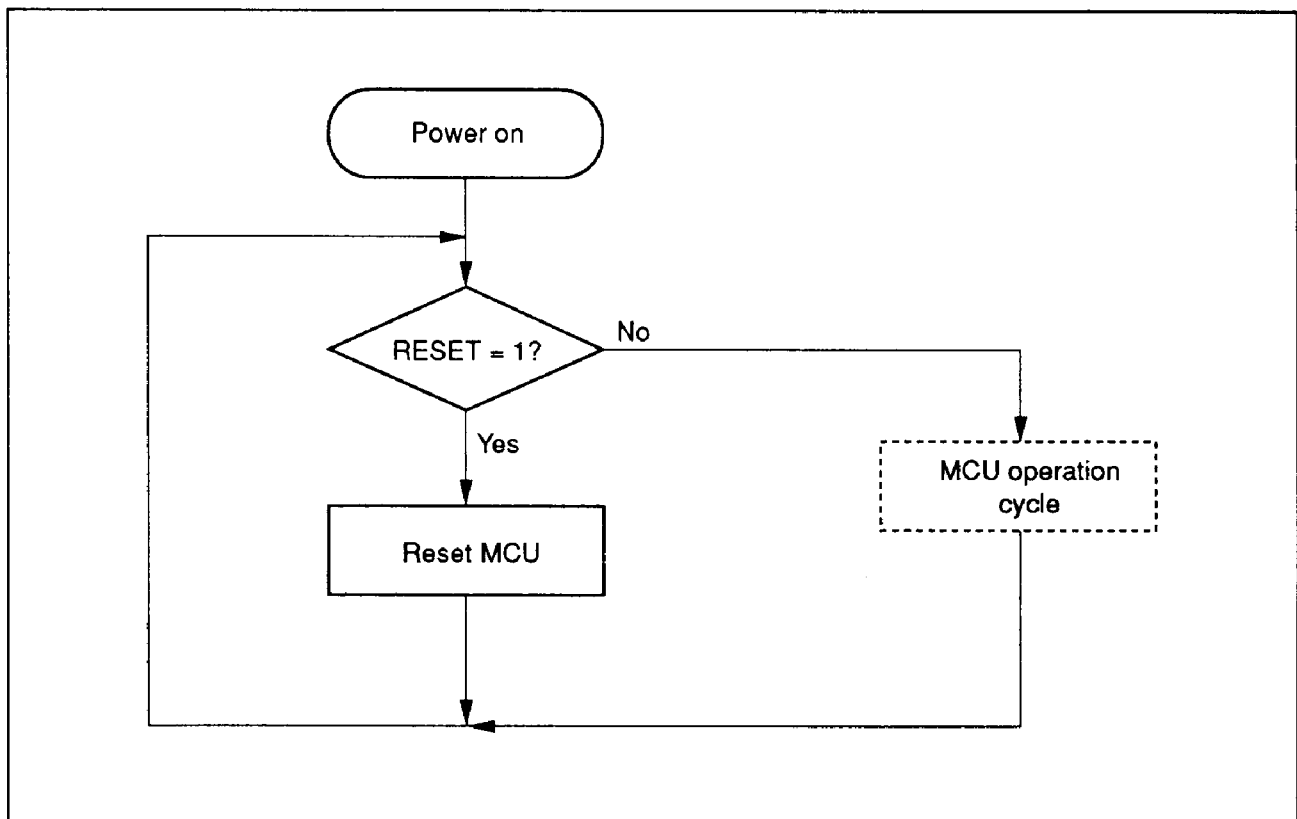 Power on
RESET = 1?
No
Yes
MCU operation
cycle
Reset MCU